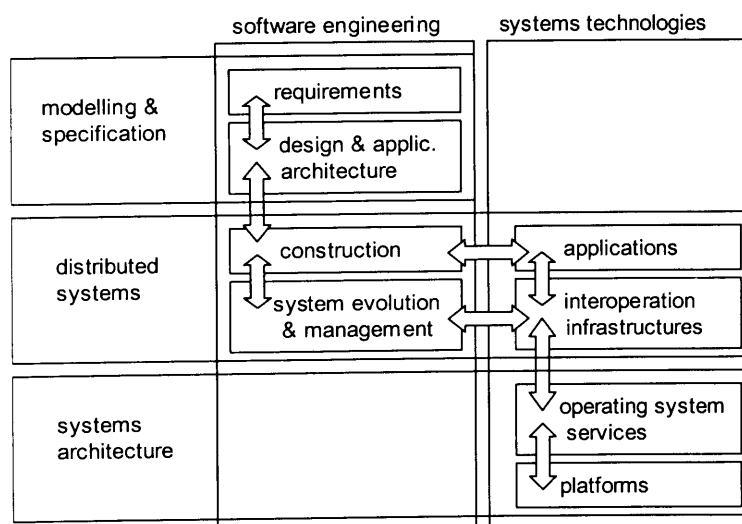 software engineering
systems technologies
modelling &
specification
requirements
design & applic.
architecture
distributed
systems
construction
applications
system evolution
& management
interoperation
infrastructures
systems
architecture
operating system
services
platforms